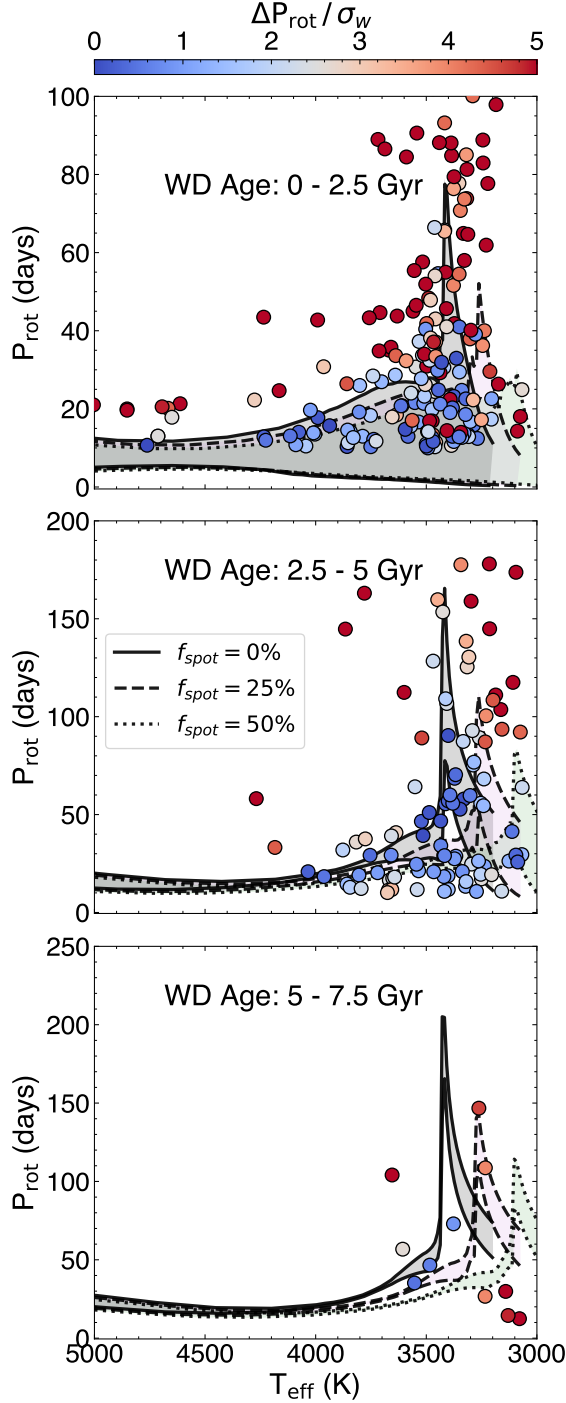 ΔP_rot / σ_w
0 1 2 3 4 5
100
80
60
40
20
0
P_rot (days)
WD Age: 0 - 2.5 Gyr
200
150
100
50
0
P_rot (days)
WD Age: 2.5 - 5 Gyr
f_spot = 0%
f_spot = 25%
f_spot = 50%
250
200
150
100
50
0
P_rot (days)
WD Age: 5 - 7.5 Gyr
5000 4500 4000 3500 3000
T_eff (K)